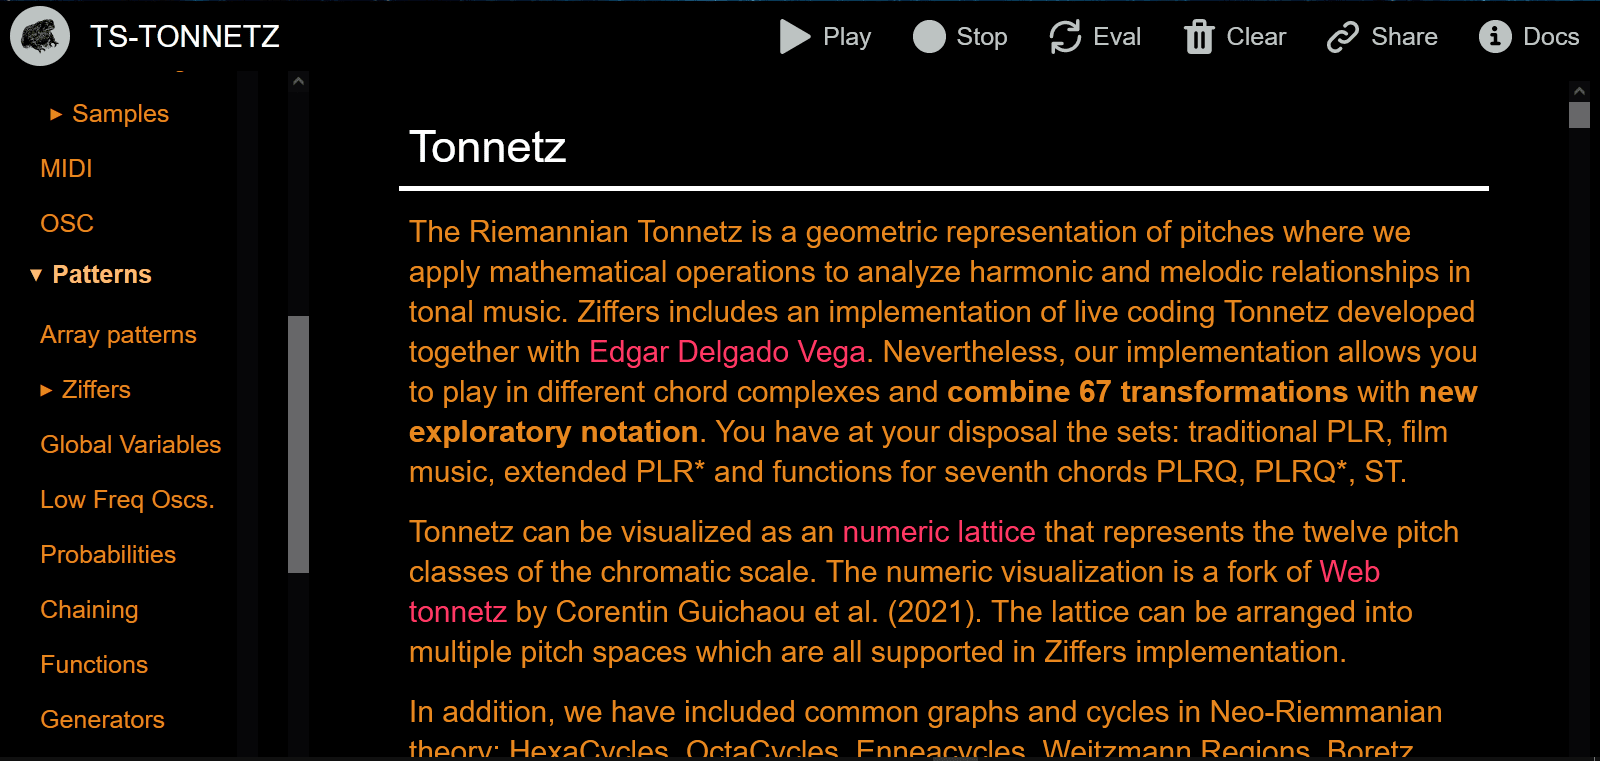 TS-TONNETZ
Play
Stop
Eval
Clear
Share
Docs
▸ Samples
MIDI
OSC
▾ Patterns
Array patterns
▸ Ziffers
Global Variables
Low Freq Oscs.
Probabilities
Chaining
Functions
Generators
Tonnetz
The Riemannian Tonnetz is a geometric representation of pitches where we
apply mathematical operations to analyze harmonic and melodic relationships in
tonal music. Ziffers includes an implementation of live coding Tonnetz developed
together with Edgar Delgado Vega. Nevertheless, our implementation allows you
to play in different chord complexes and combine 67 transformations with new
exploratory notation. You have at your disposal the sets: traditional PLR, film
music, extended PLR* and functions for seventh chords PLRQ, PLRQ*, ST.
Tonnetz can be visualized as an numeric lattice that represents the twelve pitch
classes of the chromatic scale. The numeric visualization is a fork of Web
tonnetz by Corentin Guichaou et al. (2021). The lattice can be arranged into
multiple pitch spaces which are all supported in Ziffers implementation.
In addition, we have included common graphs and cycles in Neo-Riemmanian
theory: HexaCycles, OctaCycles, Enneacycles, Weitzmann Regions, Boretz